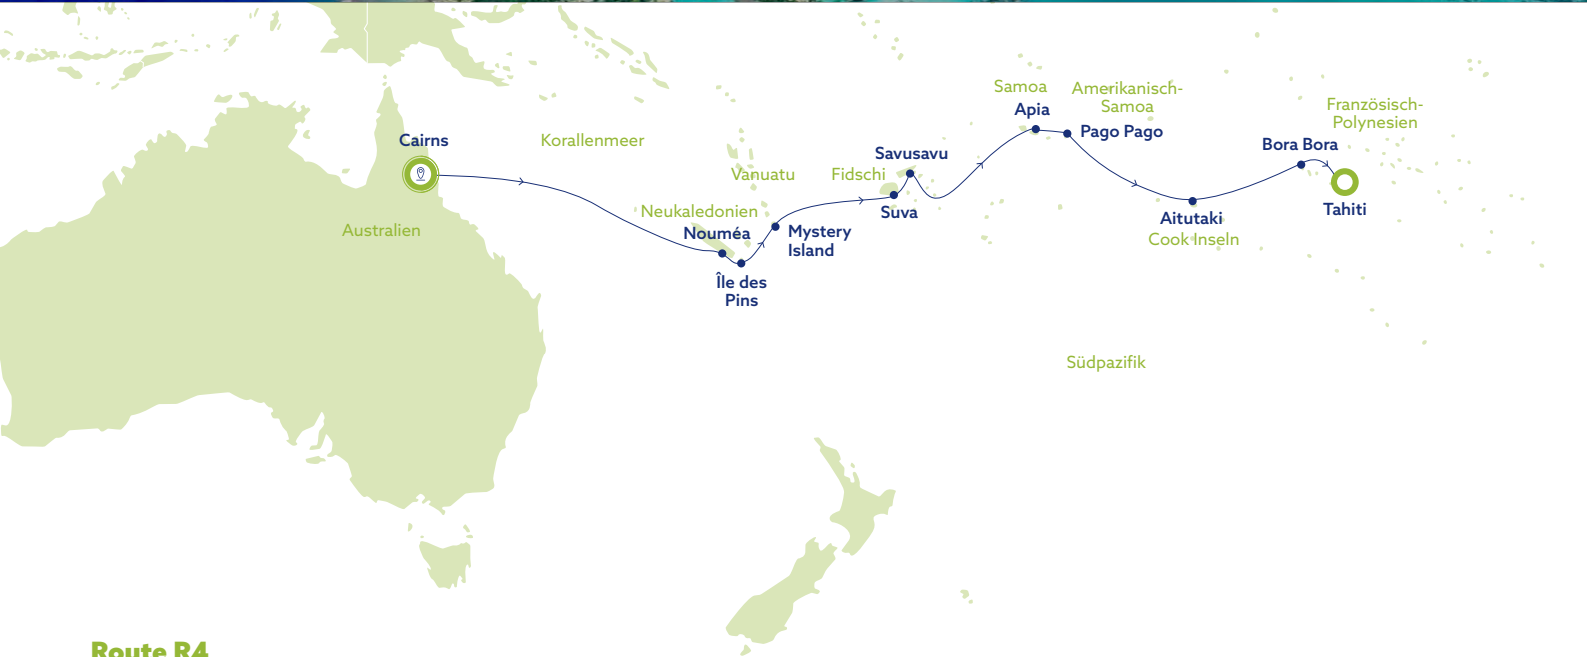 Samoa
Apia
Amerikanisch-
Samoa
Pago Pago
Französisch-
Polynesien
Cairns
Korallenmeer
Bora Bora
Savusavu
Vanuatu
Fidschi
Tahiti
Neukaledonien
Nouméa
Suva
Aitutaki
Cook Inseln
Australien
Mystery
Island
Île des
Pins
Südpazifik
Route R4